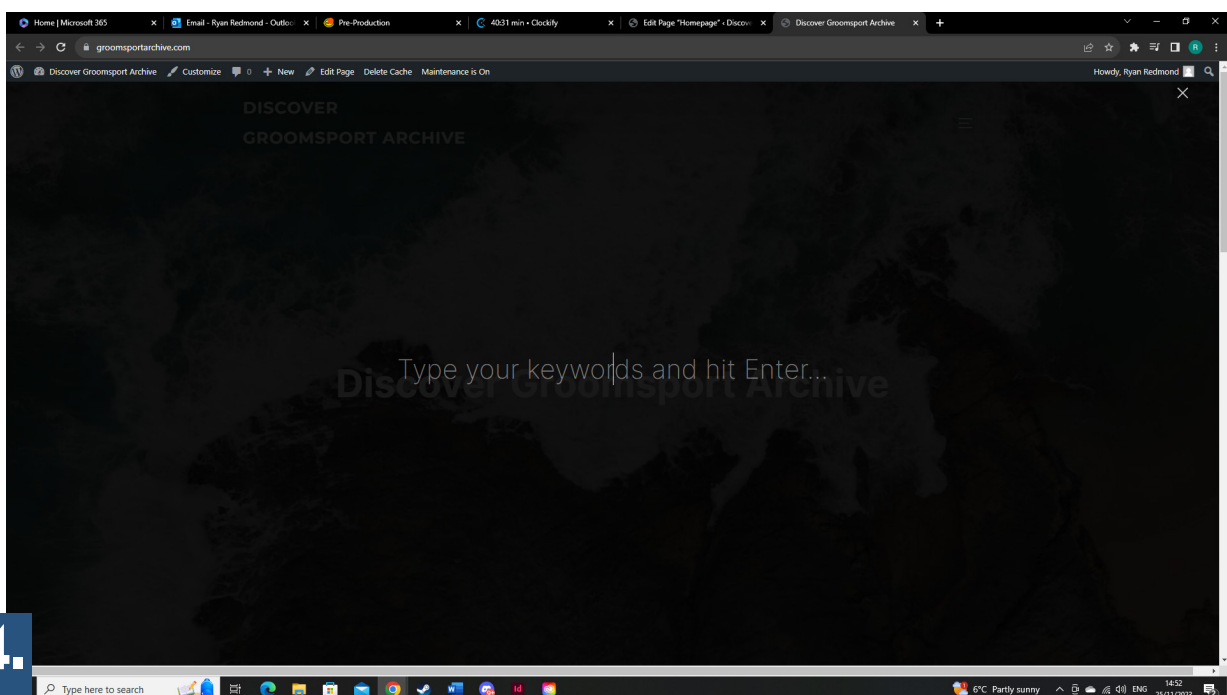 Home | Microsoft 365
Email - Ryan Redmond - Outloo
Pre-Production
40:31 min • Clockify
Edit Page "Homepage" ‹ Discove
Discover Groomsport Archive
groomsportarchive.com
R
Discover Groomsport Archive Customize 0 + New Edit Page Delete Cache Maintenance is On
Howdy, Ryan Redmond
DISCOVER
GROOMSPORT ARCHIVE
Type your keywords and hit Enter...
Discover Groomsport Archive
4.
Type here to search
6°C Partly sunny
ENG
14:52